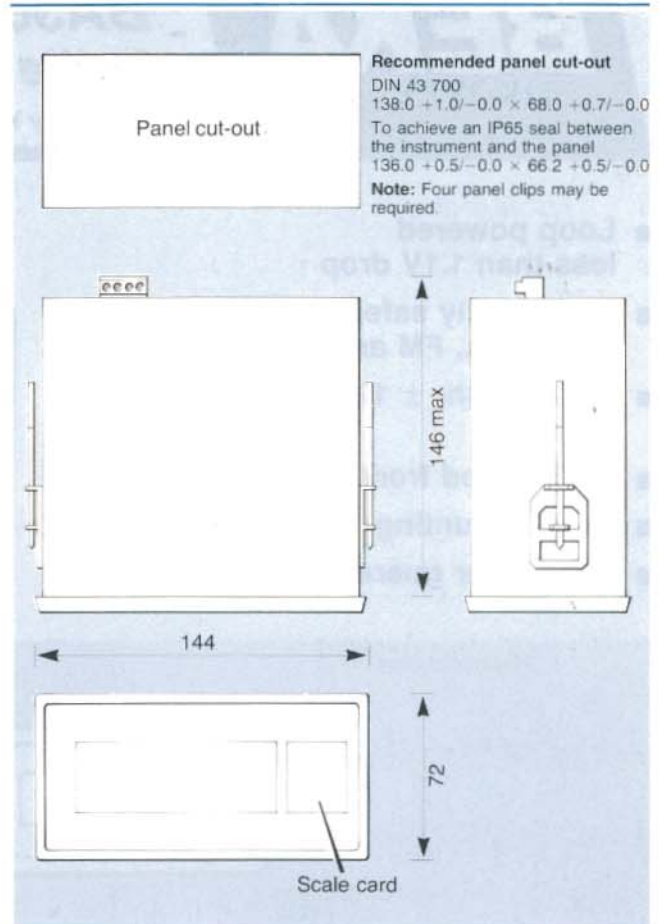 Panel cut-out
Recommended panel cut-out
DIN 43 700
138.0 +1.0/−0.0 × 68.0 +0.7/−0.0
To achieve an IP65 seal between
the instrument and the panel
136.0 +0.5/−0.0 × 66.2 +0.5/−0.0
Note: Four panel clips may be
required.
Loop powered
less than 1.1V drop
146 max
144
72
Scale card